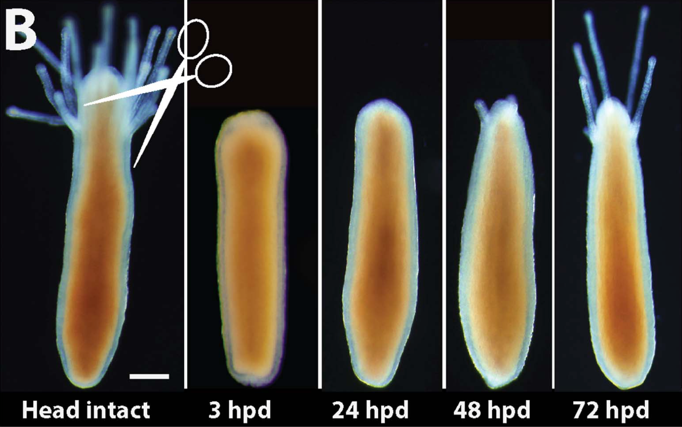 B
Head intact
3 hpd
24 hpd
48 hpd
72 hpd